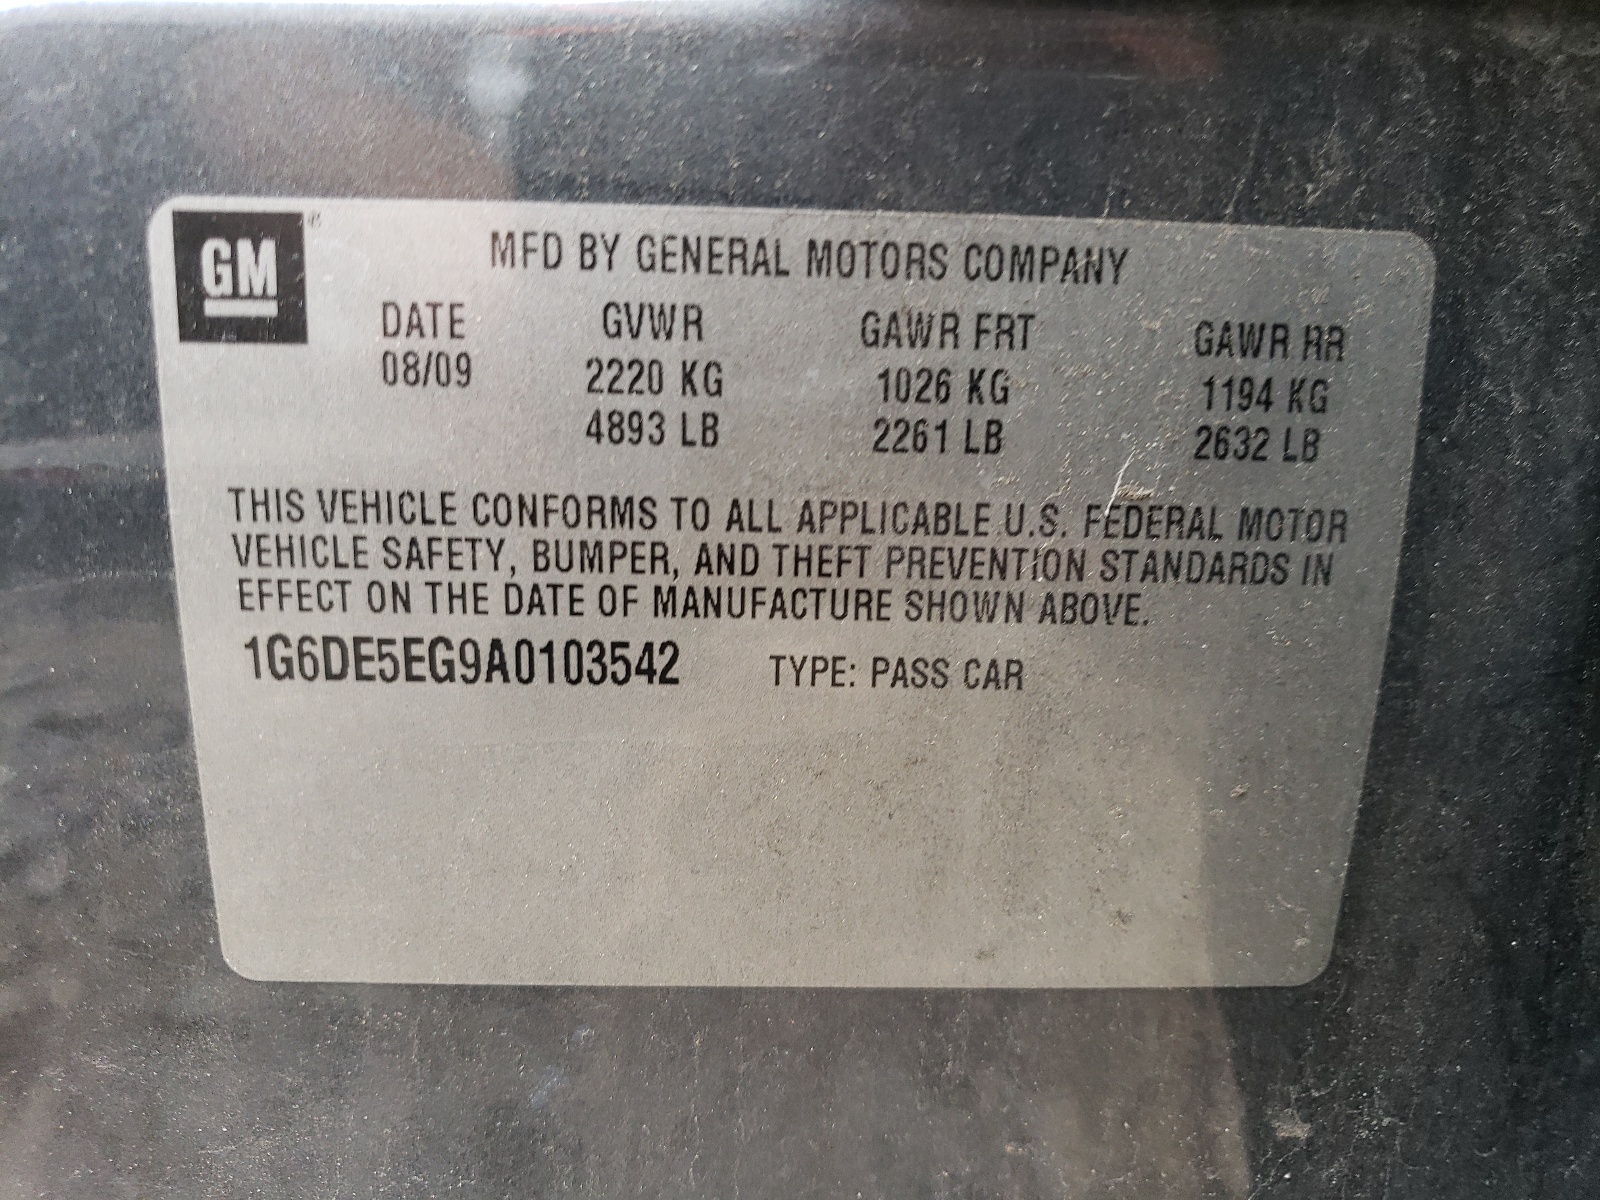 GM®
MFD BY GENERAL MOTORS COMPANY
DATE GVWR GAWR FRT GAWR RR
08/09 2220 KG 1026 KG 1194 KG
4893 LB 2261 LB 2632 LB
THIS VEHICLE CONFORMS TO ALL APPLICABLE U.S. FEDERAL MOTOR
VEHICLE SAFETY, BUMPER, AND THEFT PREVENTION STANDARDS IN
EFFECT ON THE DATE OF MANUFACTURE SHOWN ABOVE.
1G6DE5EG9A0103542 TYPE: PASS CAR